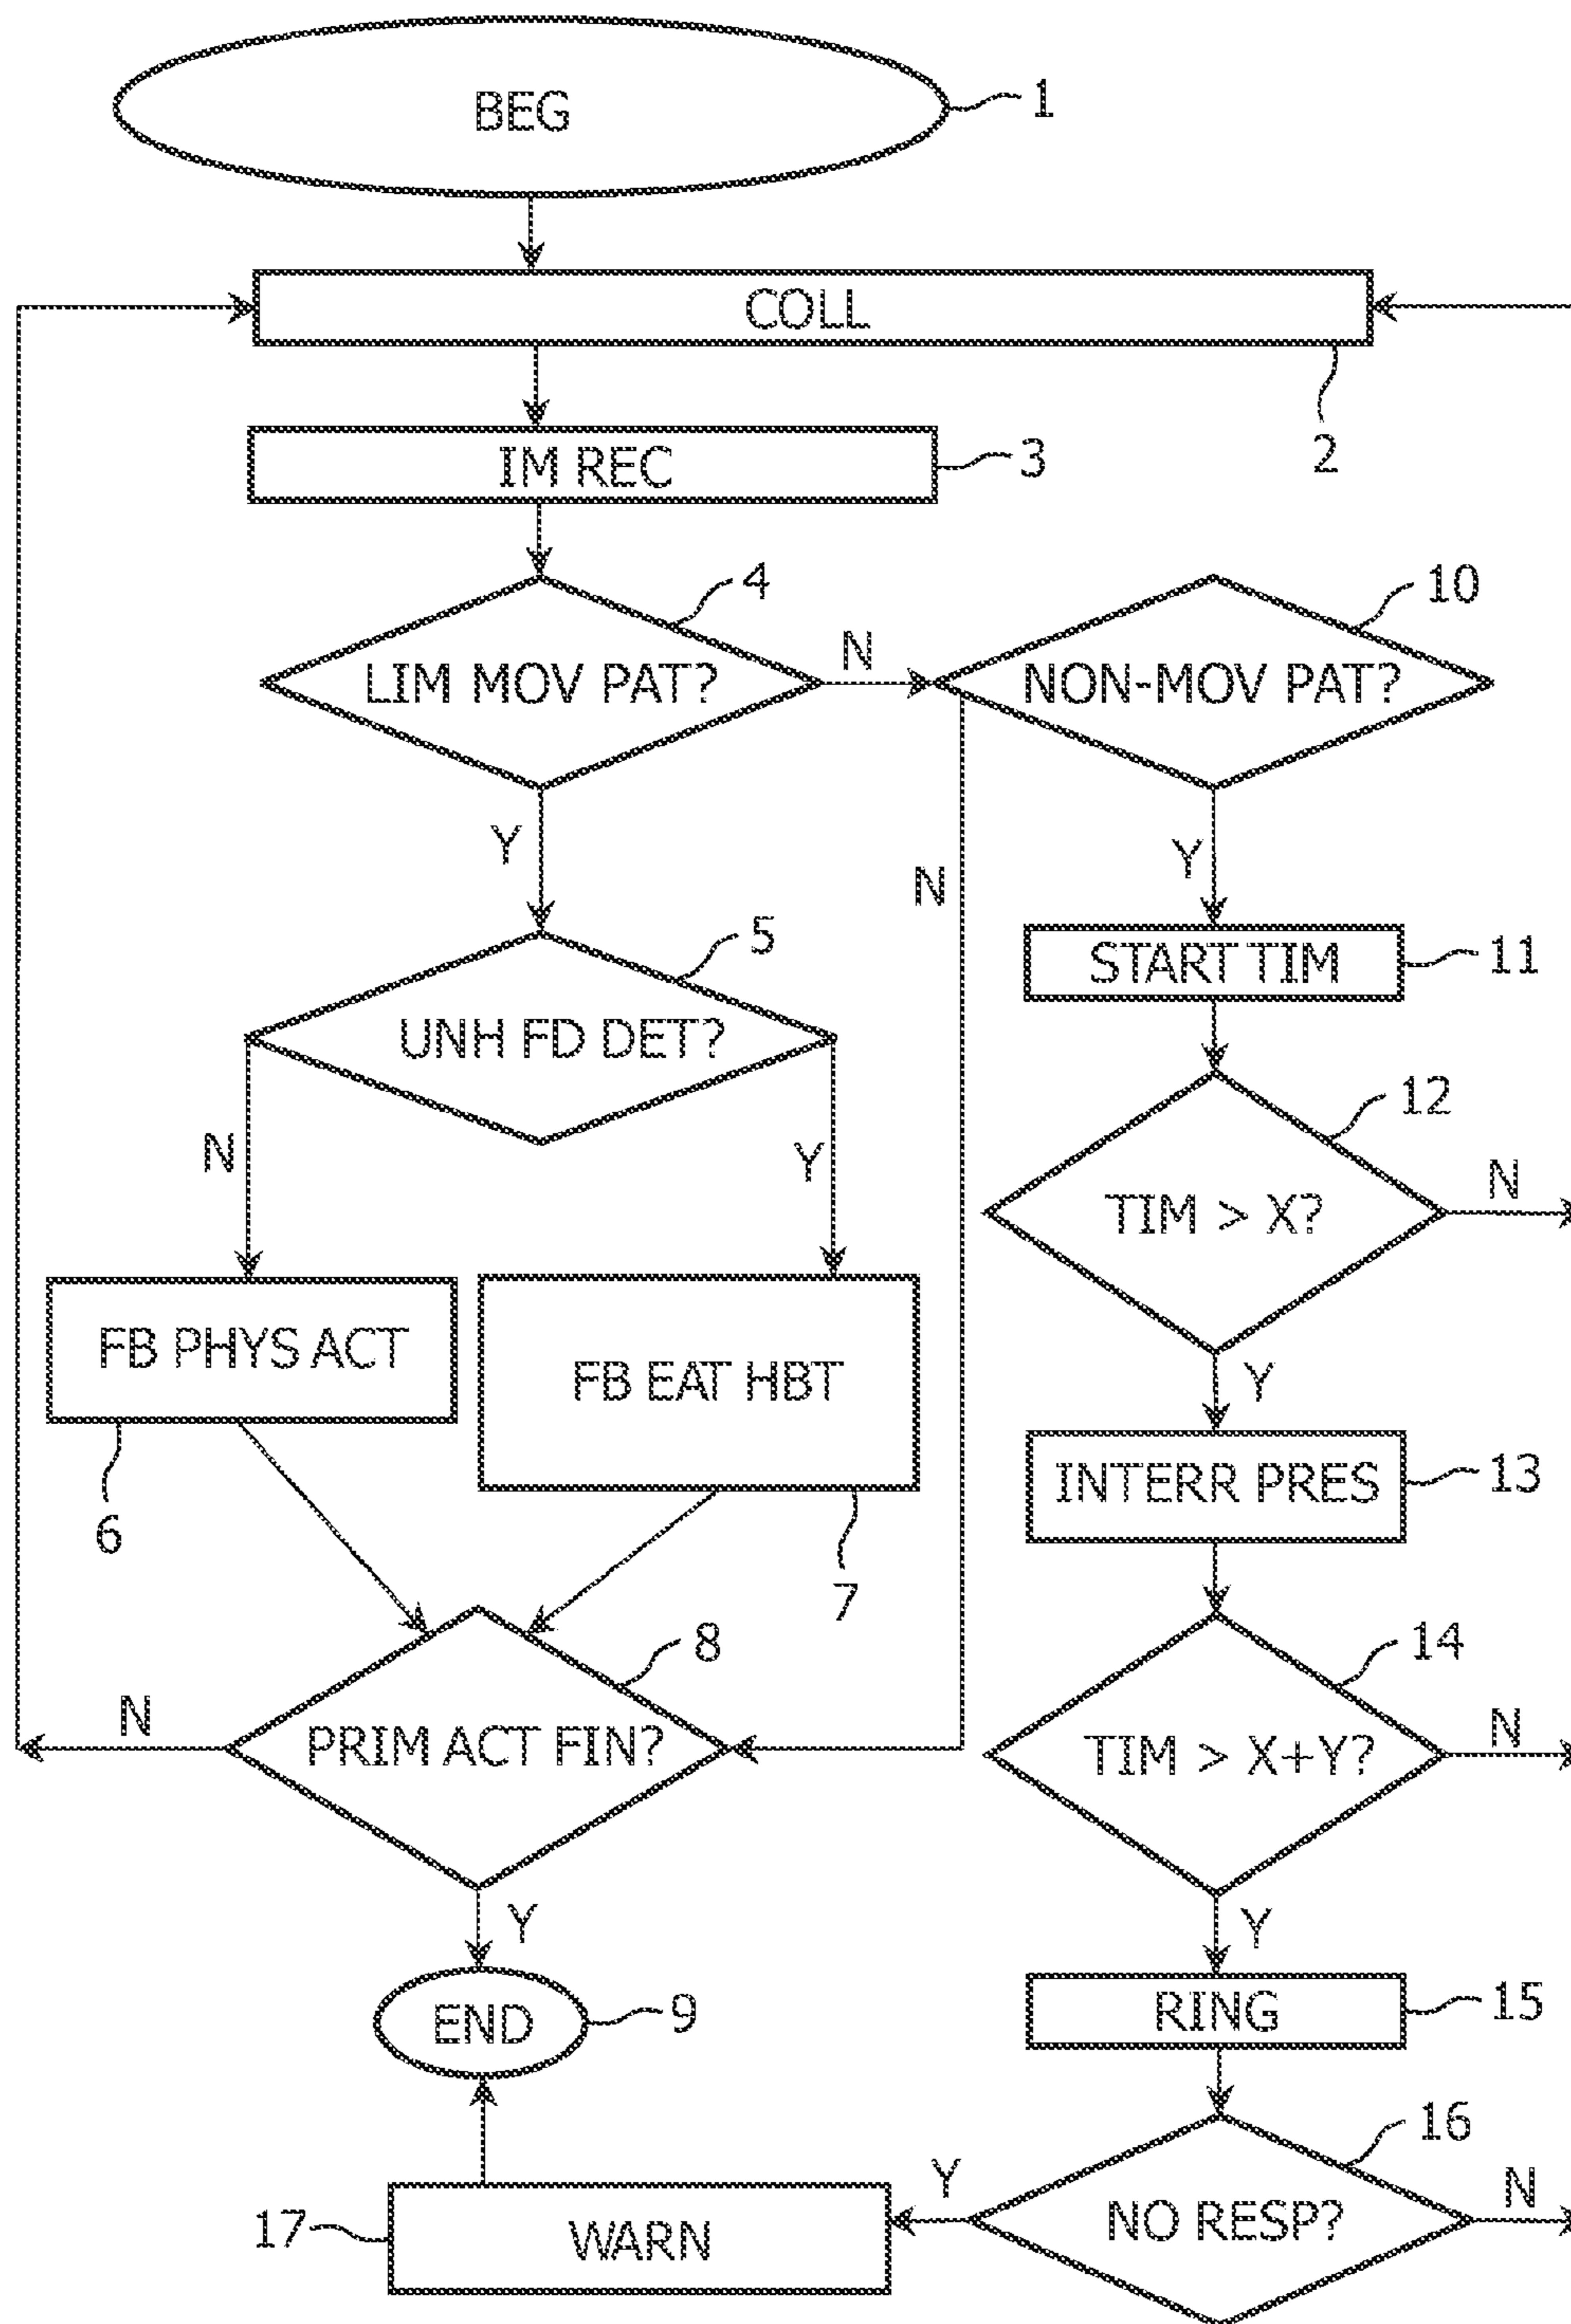 BEG
1
COLL
2
IM REC
3
LIM MOV PAT?
4
N
NON-MOV PAT?
10
Y
N
Y
UNH FD DET?
5
START TIM
11
N
Y
TIM > X?
12
N
FB PHYS ACT
6
FB EAT HBT
7
Y
INTERR PRES
13
PRIM ACT FIN?
8
N
TIM > X+Y?
14
N
Y
Y
END
9
RING
15
NO RESP?
16
Y
N
WARN
17